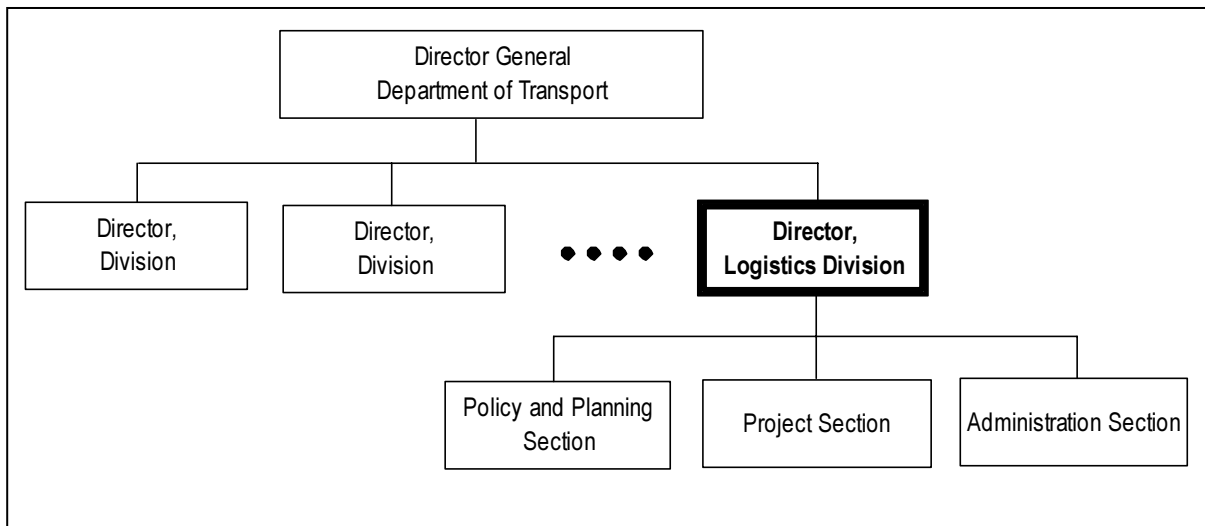 Director General
Department of Transport
Director,
Division
Director,
Division
Director,
Logistics Division
Policy and Planning
Section
Project Section
Administration Section